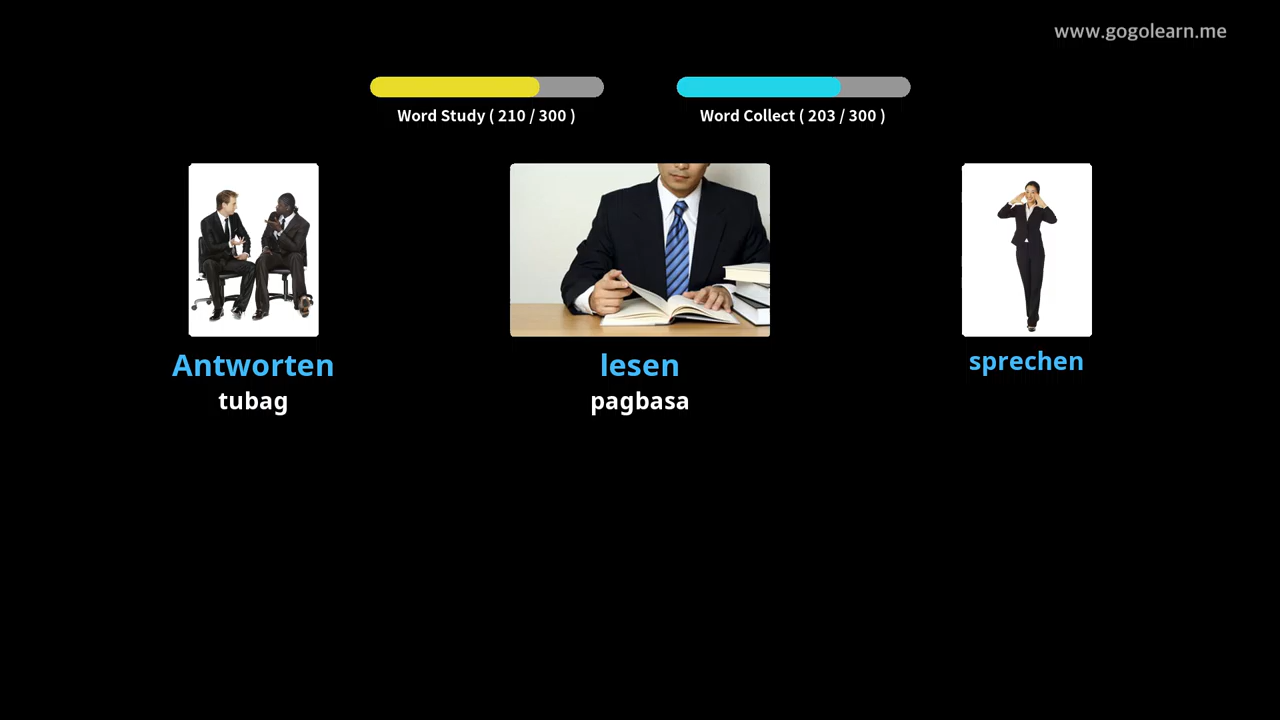 www.gogolearn.me
Word Study ( 210 / 300 )
Word Collect ( 203 / 300 )
Antworten
tubag
lesen
pagbasa
sprechen